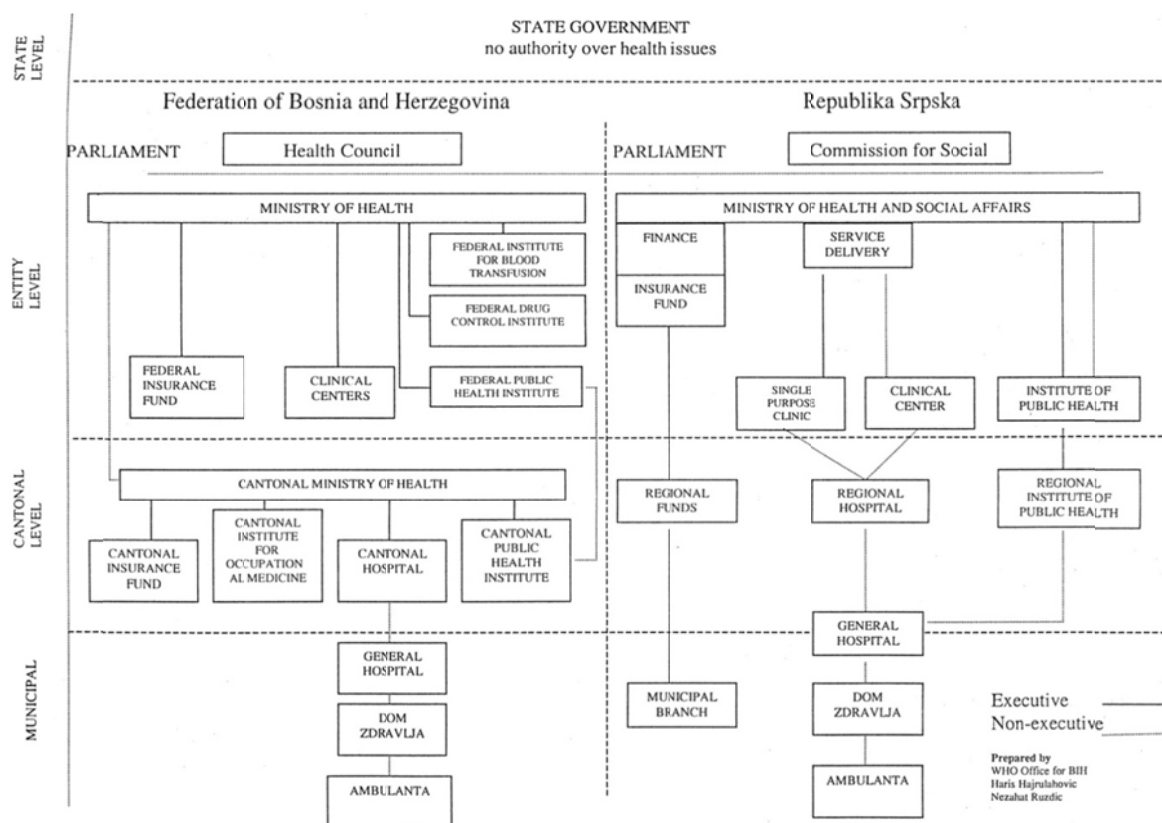 STATE GOVERNMENT
no authority over health issues
STATE
LEVEL
Federation of Bosnia and Herzegovina
Republika Srpska
PARLIAMENT
Health Council
PARLIAMENT
Commission for Social
ENTITY
LEVEL
MINISTRY OF HEALTH
FEDERAL INSTITUTE
FOR BLOOD
TRANSFUSION
FEDERAL DRUG
CONTROL INSTITUTE
FEDERAL
INSURANCE
FUND
CLINICAL
CENTERS
FEDERAL PUBLIC
HEALTH INSTITUTE
MINISTRY OF HEALTH AND SOCIAL AFFAIRS
FINANCE
INSURANCE
FUND
SERVICE
DELIVERY
SINGLE
PURPOSE
CLINIC
CLINICAL
CENTER
INSTITUTE OF
PUBLIC HEALTH
CANTONAL
LEVEL
CANTONAL MINISTRY OF HEALTH
CANTONAL
INSURANCE
FUND
CANTONAL
INSTITUTE
FOR
OCCUPATION
AL MEDICINE
CANTONAL
HOSPITAL
CANTONAL
PUBLIC
HEALTH
INSTITUTE
REGIONAL
FUNDS
REGIONAL
HOSPITAL
REGIONAL
INSTITUTE OF
PUBLIC HEALTH
GENERAL
HOSPITAL
MUNICIPAL
GENERAL
HOSPITAL
DOM
ZDRAVLJA
AMBULANTA
MUNICIPAL
BRANCH
DOM
ZDRAVLJA
AMBULANTA
Executive
Non-executive
Prepared by
WHO Office for BIH
Haris Hajrulahovic
Nezahat Ruzdic